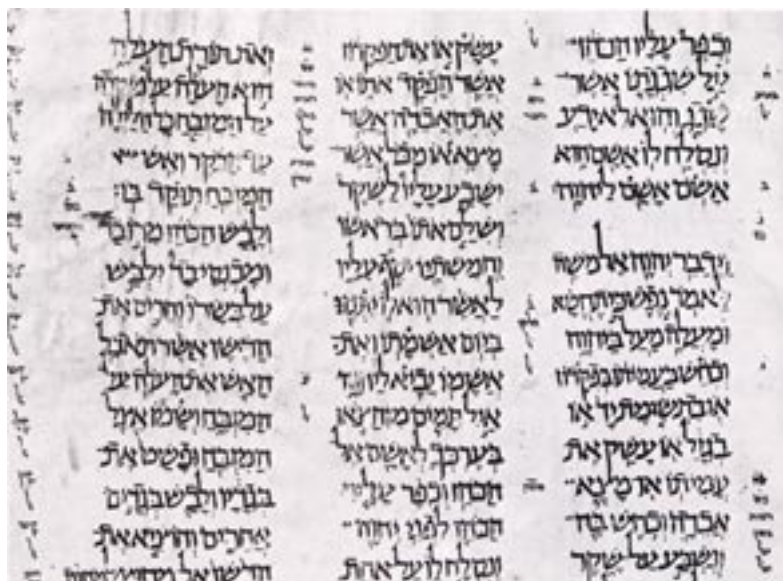 וכפר עליו הכהן
על שגגתו אשר
שגג והוא לא ידע
ונסלח לו אשם הוא
אשם אשם ליהוה
וידבר יהוה אל משה
לאמר נפש כי תחטא
ומעלה מעל ביהוה
וכחש בעמיתו בפקדון
או בתשומת יד או
בגזל או עשק את
עמיתו או מצא
אבדה וכחש בה
ונשבע על שקר
עשק או את הפקדון
אשר הפקד אתו או
את האבדה אשר
מצא או מכל אשר
ישבע עליו לשקר
ושלם אתו בראשו
וחמשתיו יסף עליו
לאשר הוא לו יתננו
ביום אשמתו ואת
אשמו יביא ליהוה
איל תמים מן הצאן
בערכך לאשם אל
הכהן וכפר עליו
הכהן לפני יהוה
ונסלח לו על אחת
ואת תורת העלה
הוא העלה על מוקדה
על המזבח כל הלילה
עד הבקר ואש
המזבח תוקד בו
ולבש הכהן מדו בד
ומכנסי בד ילבש
על בשרו והרים את
הדשן אשר תאכל
האש את העלה על
המזבח ושמו אצל
המזבח ופשט את
בגדיו ולבש בגדים
אחרים והוציא את
הדשן אל מחוץ